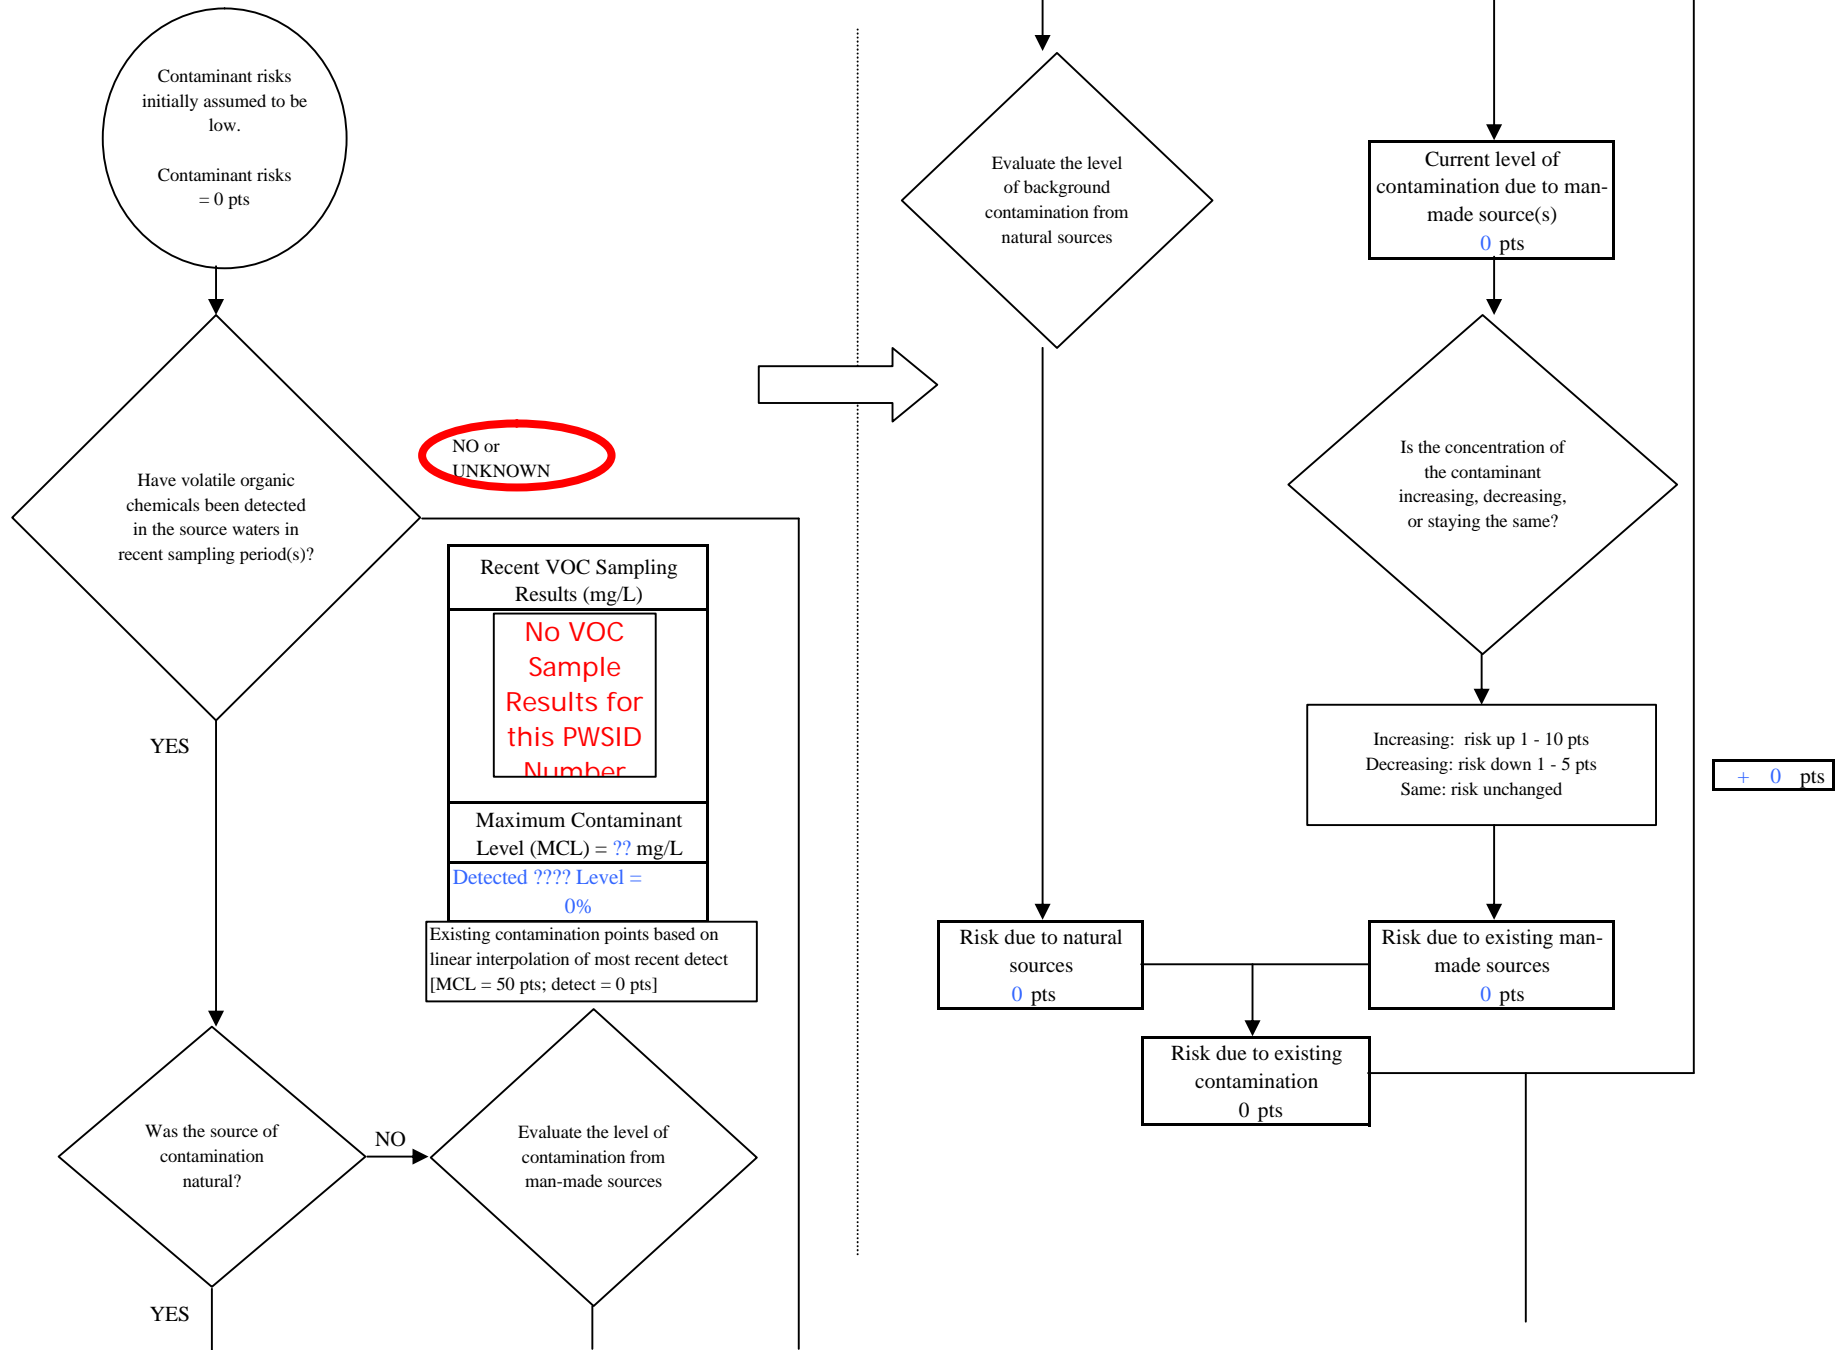 Contaminant risks
initially assumed to be
low.
Contaminant risks
= 0 pts
Have volatile organic
chemicals been detected
in the source waters in
recent sampling period(s)?
NO or
UNKNOWN
YES
Recent VOC Sampling
Results (mg/L)
No VOC
Sample
Results for
this PWSID
Number
Maximum Contaminant
Level (MCL) = ?? mg/L
Detected ???? Level =
0%
Existing contamination points based on
linear interpolation of most recent detect
[MCL = 50 pts; detect = 0 pts]
Was the source of
contamination
natural?
NO
Evaluate the level of
contamination from
man-made sources
YES
Evaluate the level
of background
contamination from
natural sources
Current level of
contamination due to man-
made source(s)
0 pts
Is the concentration of
the contaminant
increasing, decreasing,
or staying the same?
Increasing: risk up 1 - 10 pts
Decreasing: risk down 1 - 5 pts
Same: risk unchanged
+ 0 pts
Risk due to natural
sources
0 pts
Risk due to existing man-
made sources
0 pts
Risk due to existing
contamination
0 pts